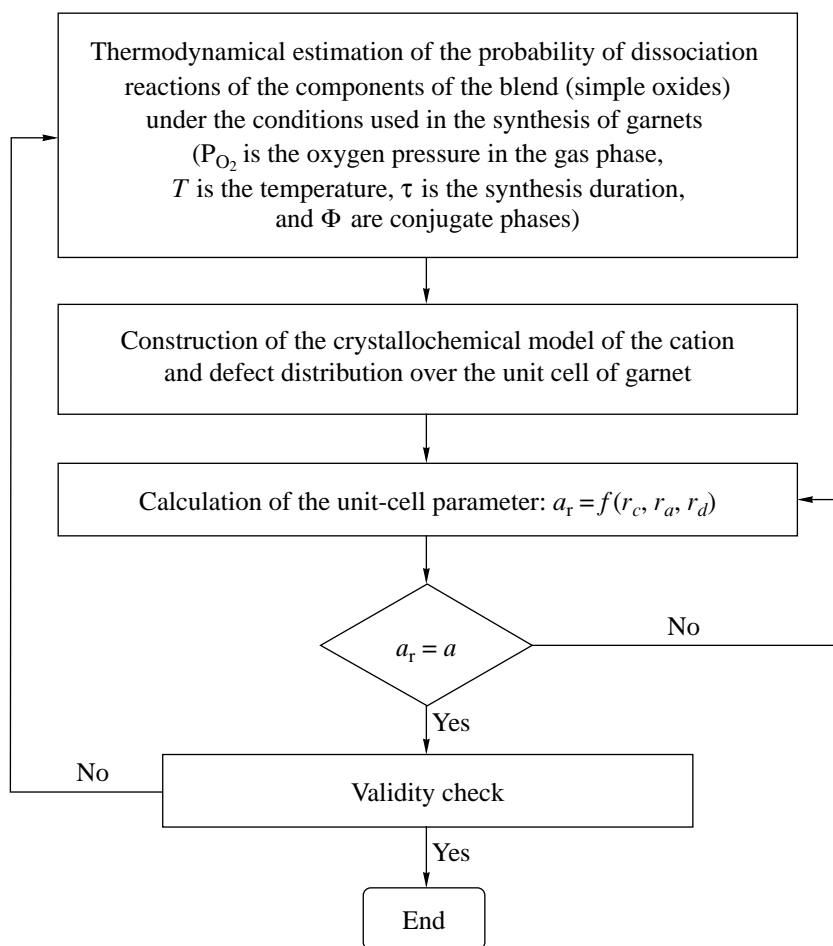 Thermodynamical estimation of the probability of dissociation
reactions of the components of the blend (simple oxides)
under the conditions used in the synthesis of garnets
(P_{O_2} is the oxygen pressure in the gas phase,
T is the temperature, τ is the synthesis duration,
and Φ are conjugate phases)
Construction of the crystallochemical model of the cation
and defect distribution over the unit cell of garnet
Calculation of the unit-cell parameter: a_r = f(r_c, r_a, r_d)
a_r = a
No
Yes
No
Validity check
Yes
End